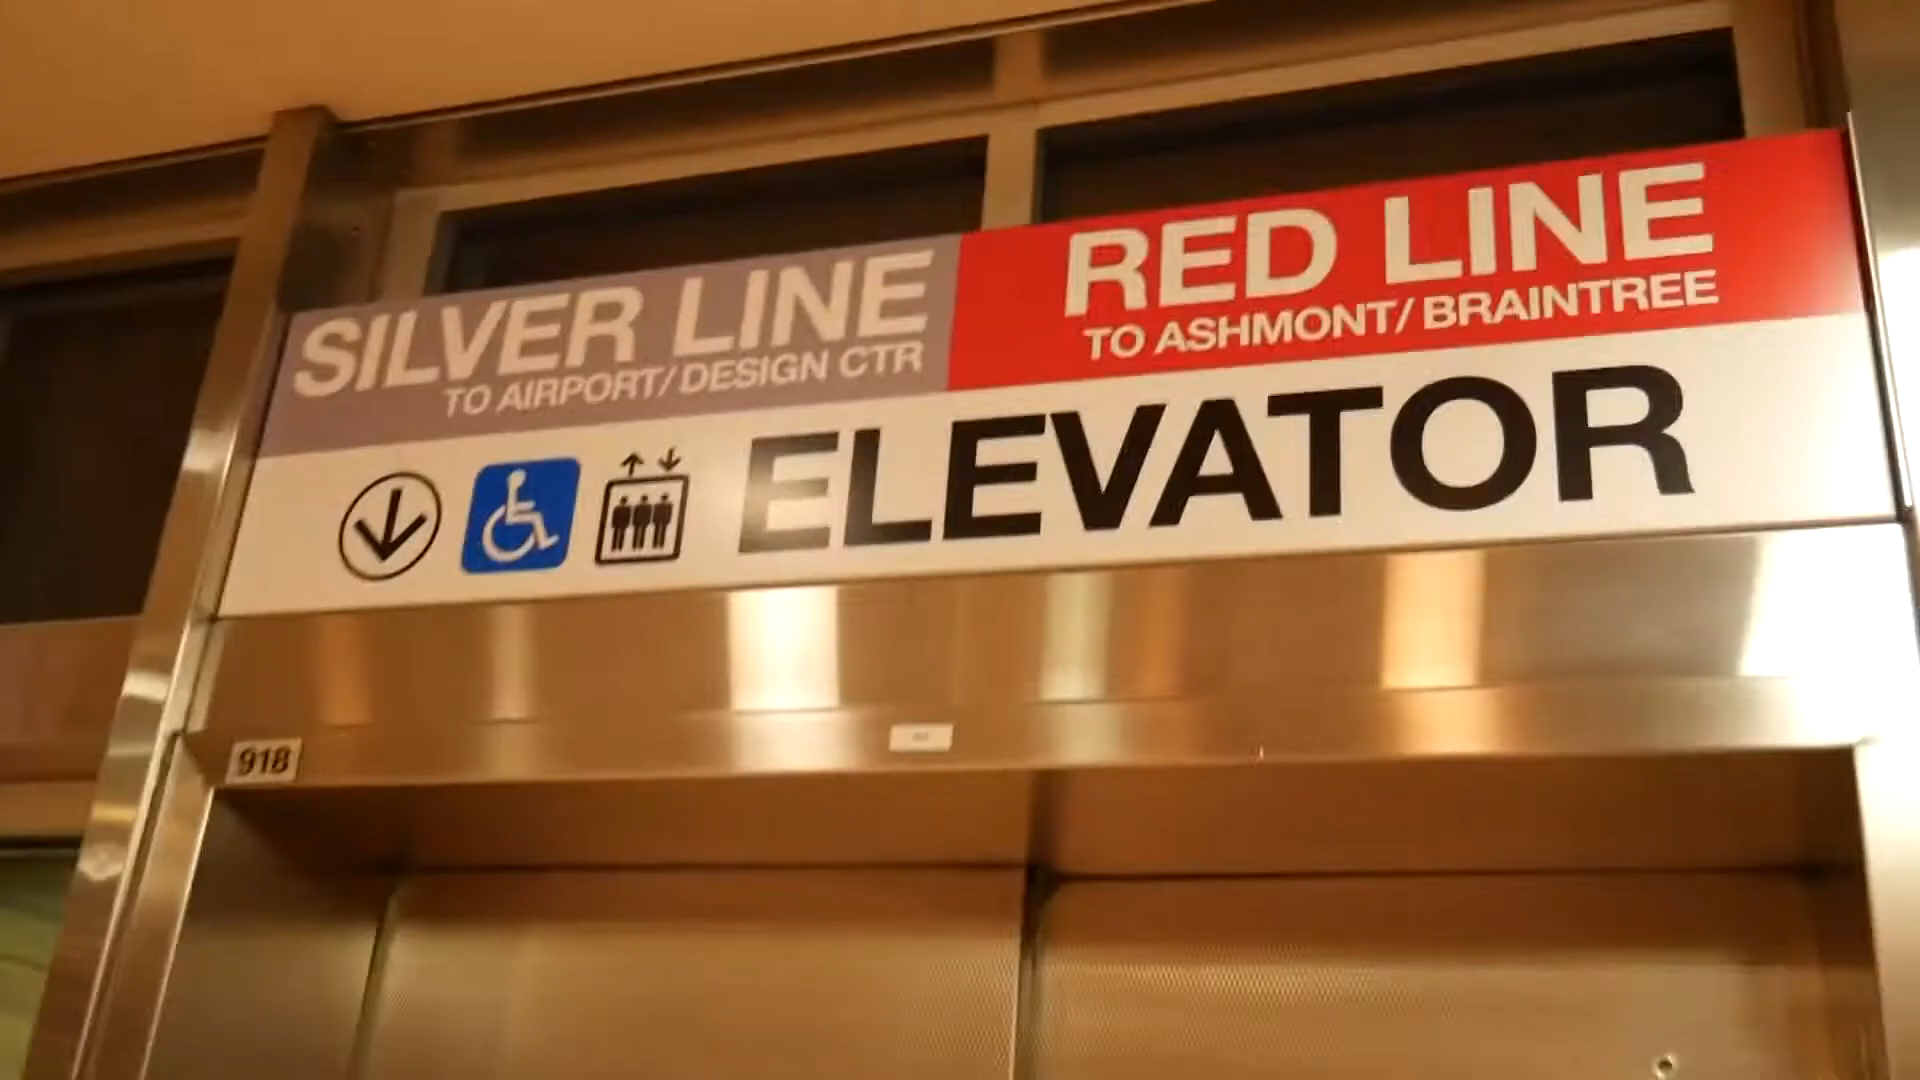 SILVER LINE
TO AIRPORT/DESIGN CTR
RED LINE
TO ASHMONT/BRAINTREE
ELEVATOR
918